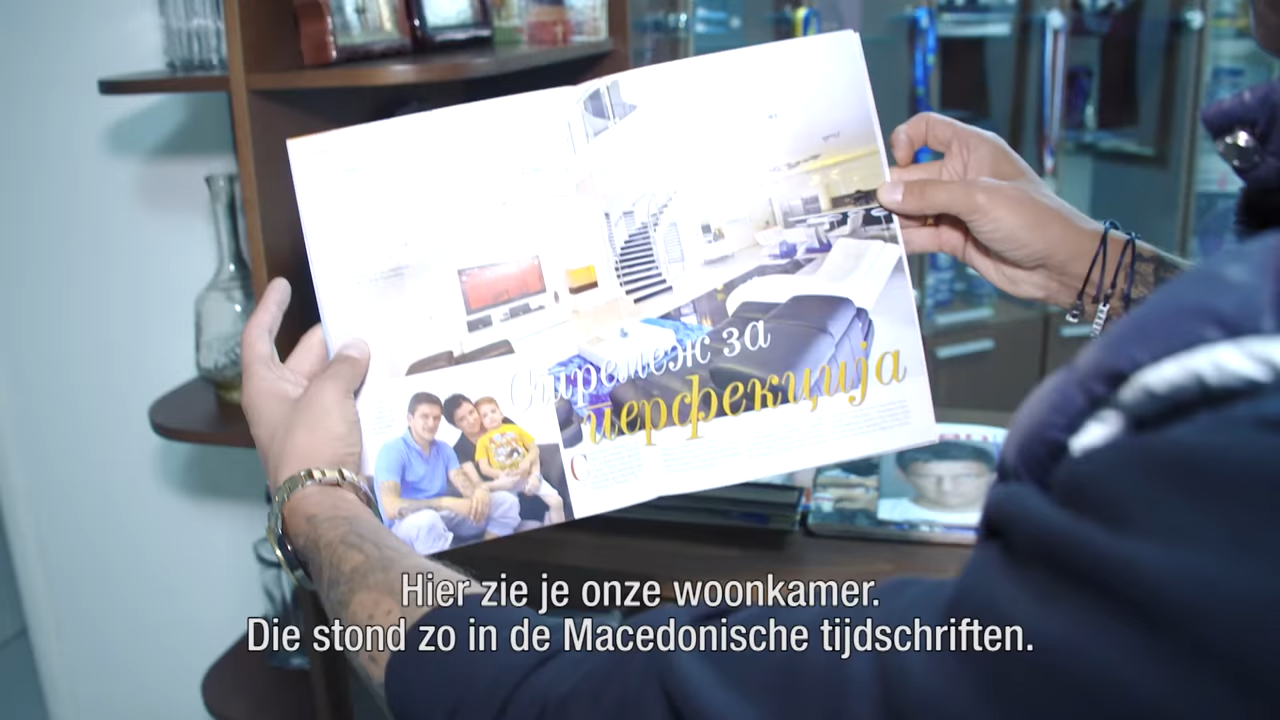 Стремеж за
перфекција
Hier zie je onze woonkamer.
Die stond zo in de Macedonische tijdschriften.